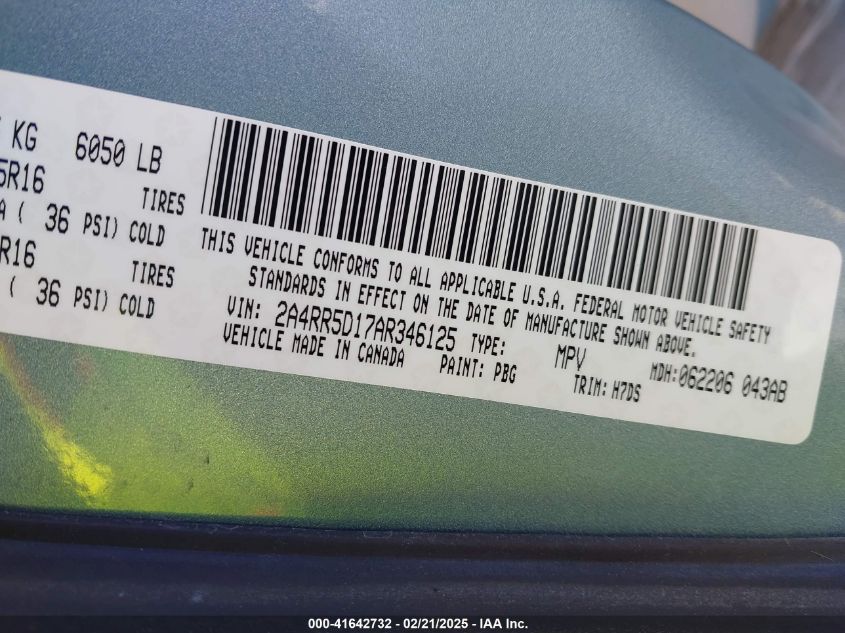 KG 6050 LB
5R16 TIRES
A ( 36 PSI) COLD
R16 TIRES
( 36 PSI) COLD
THIS VEHICLE CONFORMS TO ALL APPLICABLE U.S.A. FEDERAL MOTOR VEHICLE SAFETY
STANDARDS IN EFFECT ON THE DATE OF MANUFACTURE SHOWN ABOVE.
VIN: 2A4RR5D17AR346125 TYPE: MPV MDH:062206 043AB
VEHICLE MADE IN CANADA PAINT: PBG TRIM: H7DS
000-41642732 – 02/21/2025 – IAA Inc.